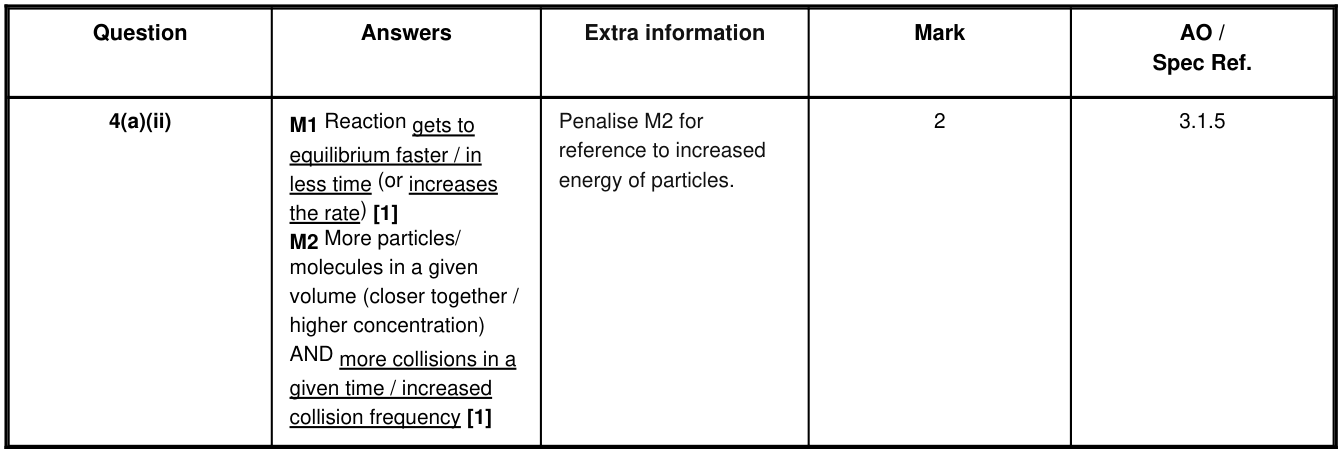 Question Answers Extra information Mark AO /
Spec Ref.
4(a)(ii)
M1 Reaction gets to
equilibrium faster / in
less time (or increases
the rate) [1]
M2 More particles/
molecules in a given
volume (closer together /
higher concentration)
AND more collisions in a
given time / increased
collision frequency [1]
Penalise M2 for
reference to increased
energy of particles.
2
3.1.5